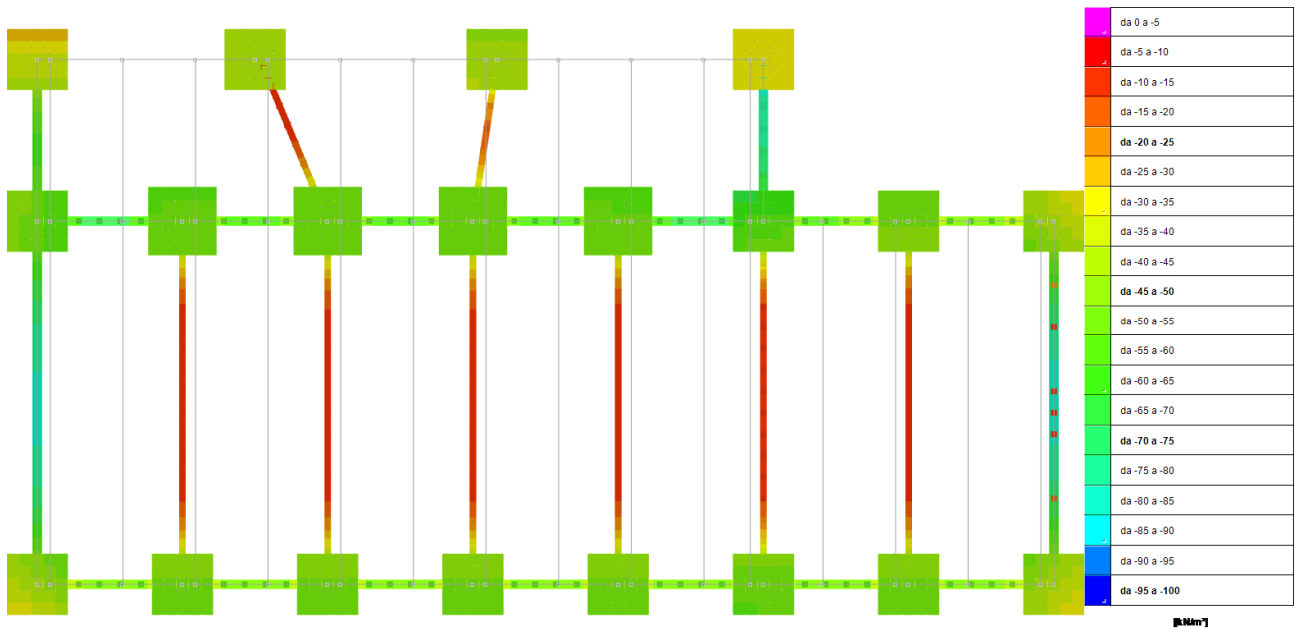 da 0 a -5
da -5 a -10
da -10 a -15
da -15 a -20
da -20 a -25
da -25 a -30
da -30 a -35
da -35 a -40
da -40 a -45
da -45 a -50
da -50 a -55
da -55 a -60
da -60 a -65
da -65 a -70
da -70 a -75
da -75 a -80
da -80 a -85
da -85 a -90
da -90 a -95
da -95 a -100
[kN/m²]